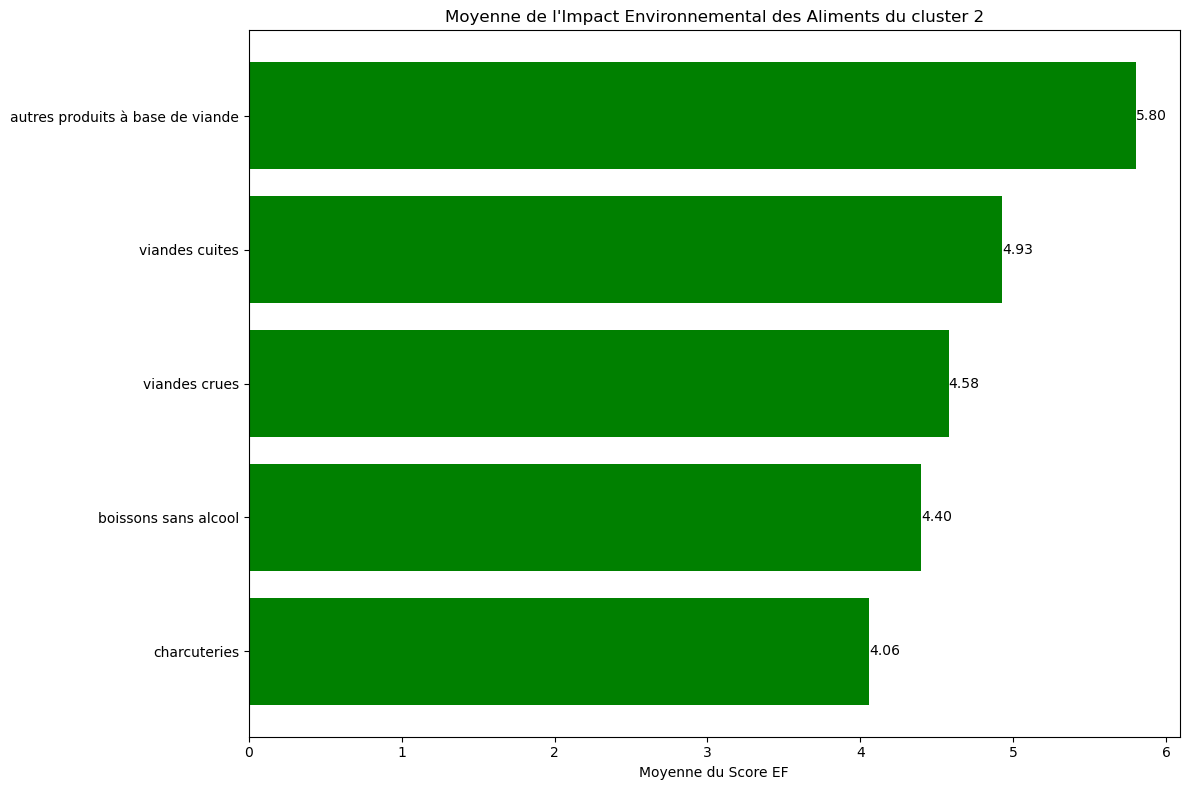 Moyenne de l'Impact Environnemental des Aliments du cluster 2
autres produits à base de viande
5.80
viandes cuites
4.93
viandes crues
4.58
boissons sans alcool
4.40
charcuteries
4.06
0 1 2 3 4 5 6
Moyenne du Score EF